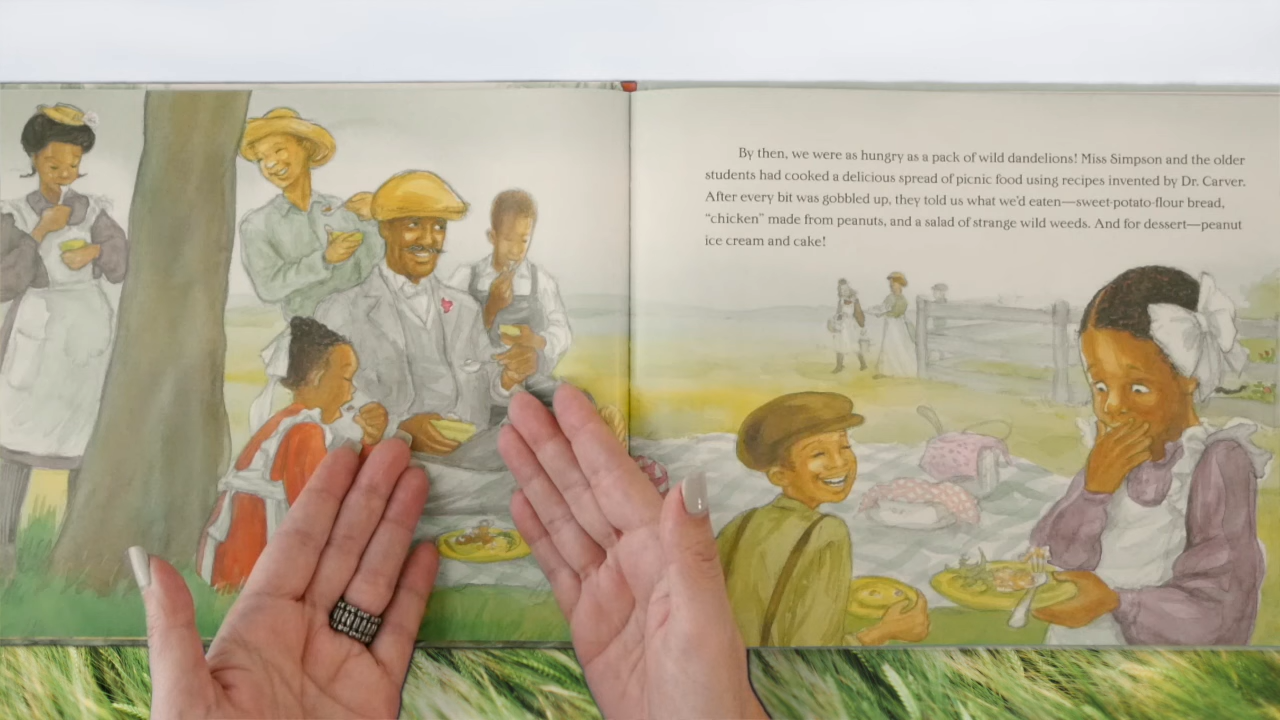 By then, we were as hungry as a pack of wild dandelions! Miss Simpson and the older
students had cooked a delicious spread of picnic food using recipes invented by Dr. Carver.
After every bit was gobbled up, they told us what we'd eaten—sweet-potato-flour bread,
“chicken” made from peanuts, and a salad of strange wild weeds. And for dessert—peanut
ice cream and cake!